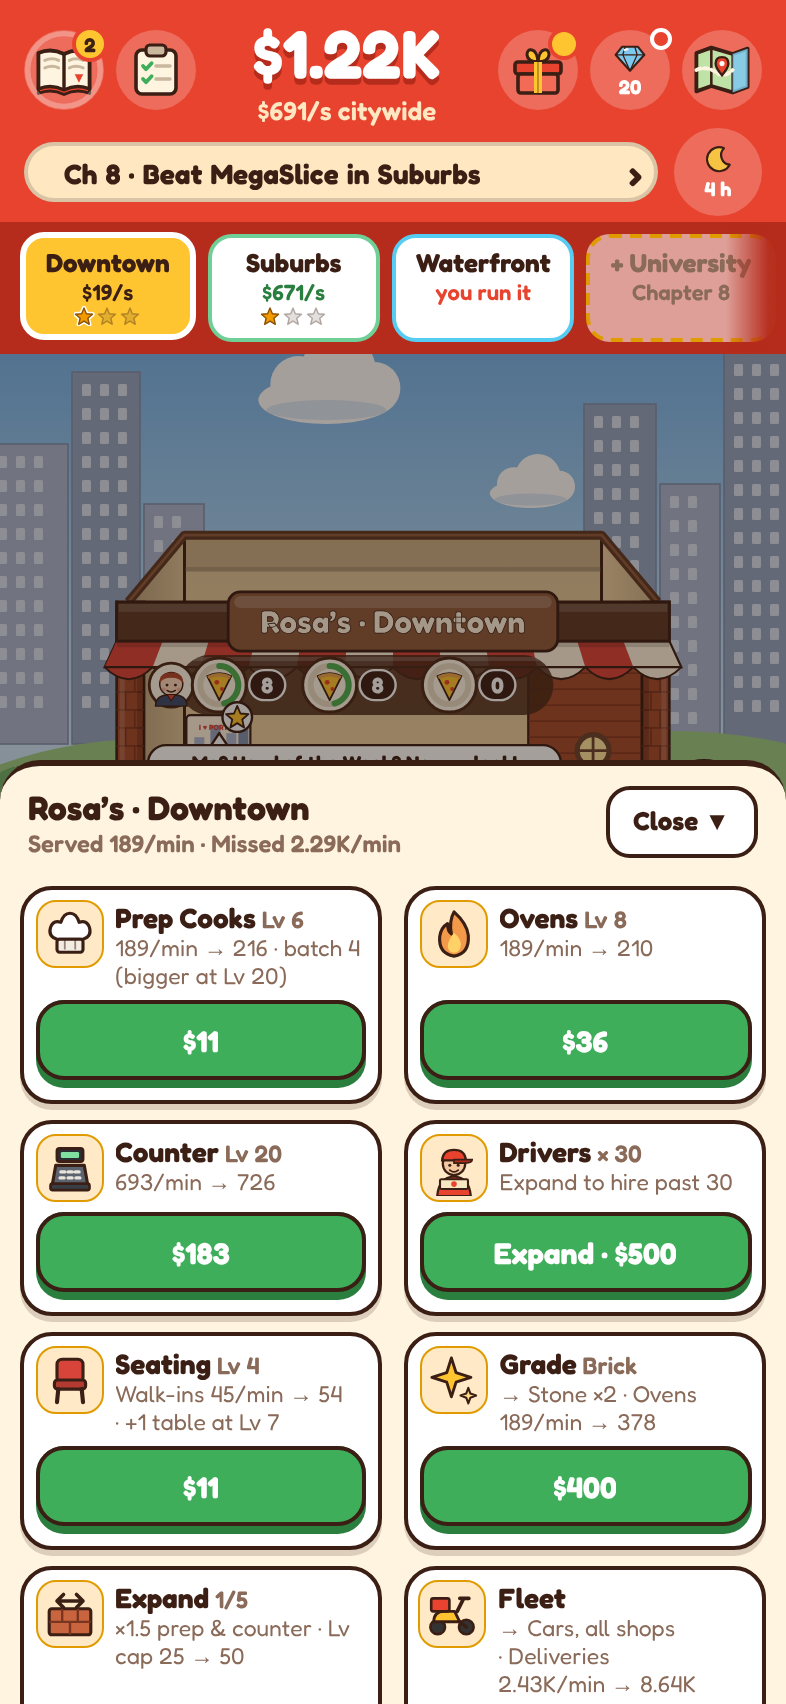 2
$1.22K
$691/s citywide
20
Ch 8 · Beat MegaSlice in Suburbs
4 h
Downtown
$19/s
Suburbs
$671/s
Waterfront
you run it
+ University
Chapter 8
Rosa's · Downtown
8
8
0
Rosa's · Downtown
Served 189/min · Missed 2.29K/min
Close ▼
Prep Cooks Lv 6
189/min → 216 · batch 4
(bigger at Lv 20)
$11
Ovens Lv 8
189/min → 210
$36
Counter Lv 20
693/min → 726
$183
Drivers × 30
Expand to hire past 30
Expand · $500
Seating Lv 4
Walk-ins 45/min → 54
· +1 table at Lv 7
$11
Grade Brick
→ Stone ×2 · Ovens
189/min → 378
$400
Expand 1/5
×1.5 prep & counter · Lv
cap 25 → 50
Fleet
→ Cars, all shops
· Deliveries
2.43K/min → 8.64K